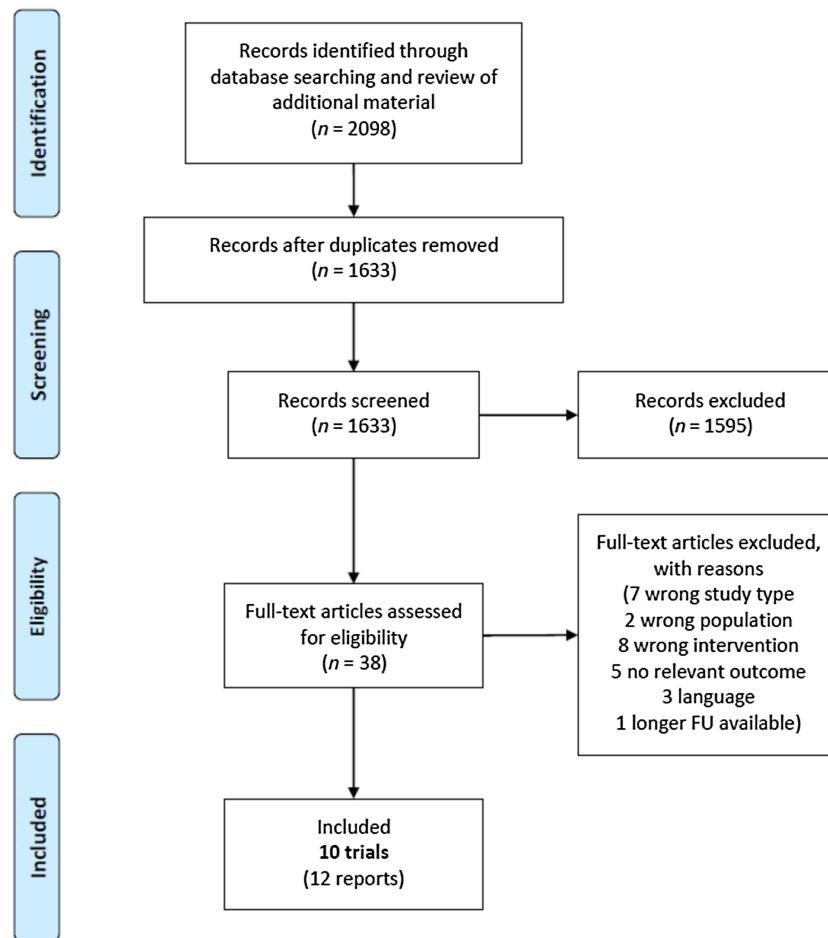 Identification
Records identified through
database searching and review of
additional material
(n = 2098)
Records after duplicates removed
(n = 1633)
Screening
Records screened
(n = 1633)
Records excluded
(n = 1595)
Eligibility
Full-text articles assessed
for eligibility
(n = 38)
Full-text articles excluded,
with reasons
(7 wrong study type
2 wrong population
8 wrong intervention
5 no relevant outcome
3 language
1 longer FU available)
Included
Included
10 trials
(12 reports)